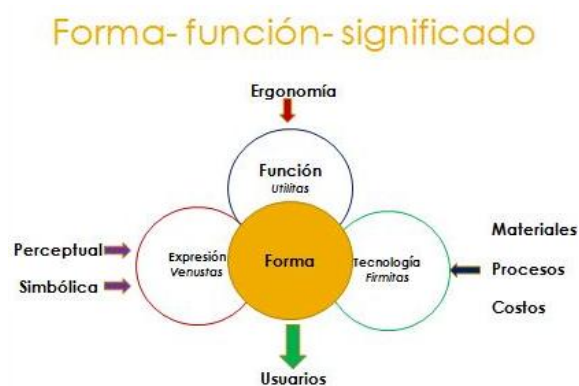 Forma- función- significado
Ergonomía
Función
Utilitas
Perceptual
Simbólica
Expresión
Venustas
Forma
Tecnología
Firmitas
Materiales
Procesos
Costos
Usuarios